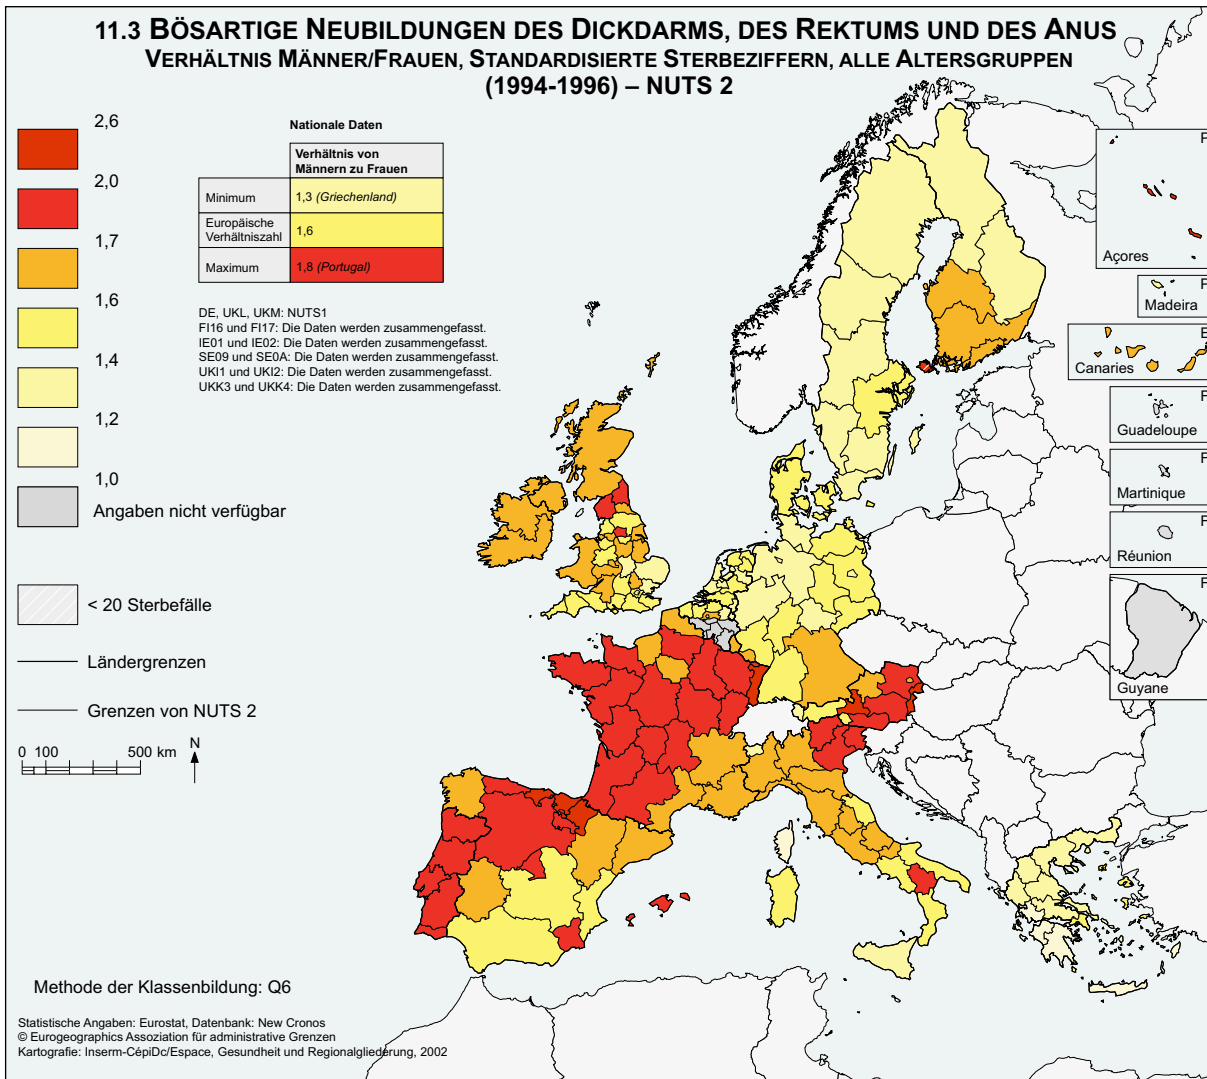 11.3 BÖSARTIGE NEUBILDUNGEN DES DICKDARMS, DES REKTUMS UND DES ANUS
VERHÄLTNIS MÄNNER/FRAUEN, STANDARDISIERTE STERBEZIFFERN, ALLE ALTERSGRUPPEN
(1994-1996) – NUTS 2
2,6
2,0
1,7
1,6
1,4
1,2
1,0
Angaben nicht verfügbar
< 20 Sterbefälle
Ländergrenzen
Grenzen von NUTS 2
0 100 500 km
N
Nationale Daten
Verhältnis von
Männern zu Frauen
Minimum 1,3 (Griechenland)
Europäische
Verhältniszahl 1,6
Maximum 1,8 (Portugal)
DE, UKL, UKM: NUTS1
FI16 und FI17: Die Daten werden zusammengefasst.
IE01 und IE02: Die Daten werden zusammengefasst.
SE09 und SE0A: Die Daten werden zusammengefasst.
UKI1 und UKI2: Die Daten werden zusammengefasst.
UKK3 und UKK4: Die Daten werden zusammengefasst.
F
Açores
F
Madeira
E
Canaries
F
Guadeloupe
F
Martinique
F
Réunion
F
Guyane
Methode der Klassenbildung: Q6
Statistische Angaben: Eurostat, Datenbank: New Cronos
© Eurogeographics Assoziation für administrative Grenzen
Kartografie: Inserm-CépiDc/Espace, Gesundheit und Regionalgliederung, 2002